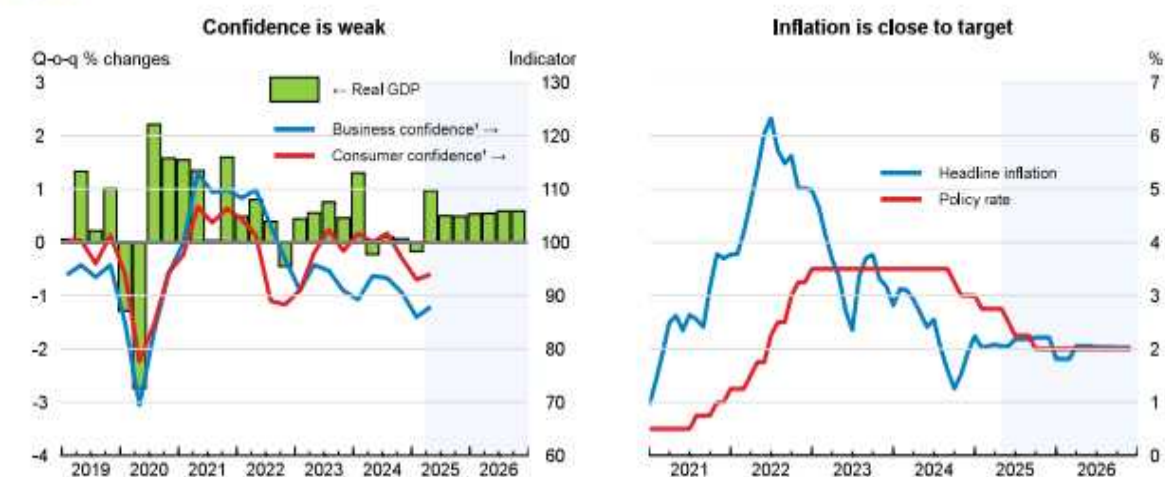 Confidence is weak
Q-o-q % changes
Indicator
3
2
1
0
-1
-2
-3
-4
130
120
110
100
90
80
70
60
← Real GDP
Business confidence¹ →
Consumer confidence¹ →
2019 2020 2021 2022 2023 2024 2025 2026
Inflation is close to target
%
7
6
5
4
3
2
1
0
Headline inflation
Policy rate
2021 2022 2023 2024 2025 2026